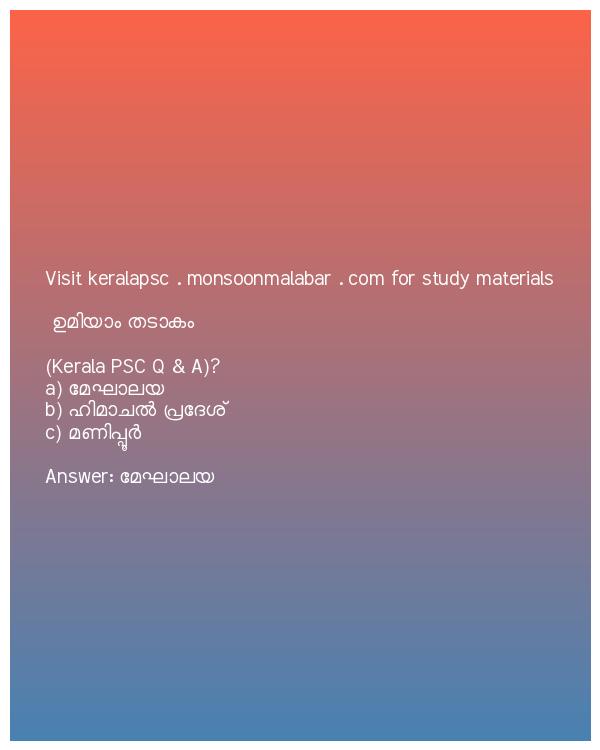 Visit keralapsc . monsoonmalabar . com for study materials
ഉമിയാം തടാകം
(Kerala PSC Q & A)?
a) മേഘാലയ
b) ഹിമാചൽ പ്രദേശ്
c) മണിപ്പൂർ
Answer: മേഘാലയ